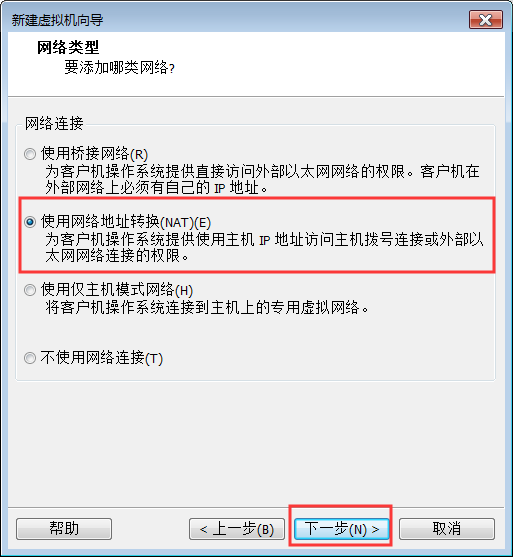 新建虚拟机向导
网络类型
要添加哪类网络?
网络连接
使用桥接网络(R)
为客户机操作系统提供直接访问外部以太网网络的权限。客户机在
外部网络上必须有自己的 IP 地址。
使用网络地址转换(NAT)(E)
为客户机操作系统提供使用主机 IP 地址访问主机拨号连接或外部以
太网网络连接的权限。
使用仅主机模式网络(H)
将客户机操作系统连接到主机上的专用虚拟网络。
不使用网络连接(T)
帮助
< 上一步(B)
下一步(N) >
取消